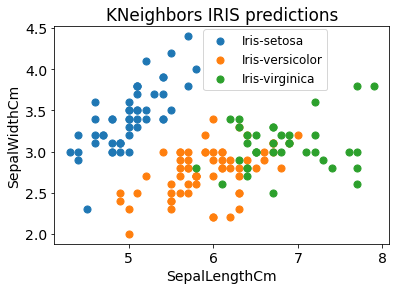 KNeighbors IRIS predictions
Iris-setosa
Iris-versicolor
Iris-virginica
SepalWidthCm
4.5
4.0
3.5
3.0
2.5
2.0
5
6
7
8
SepalLengthCm